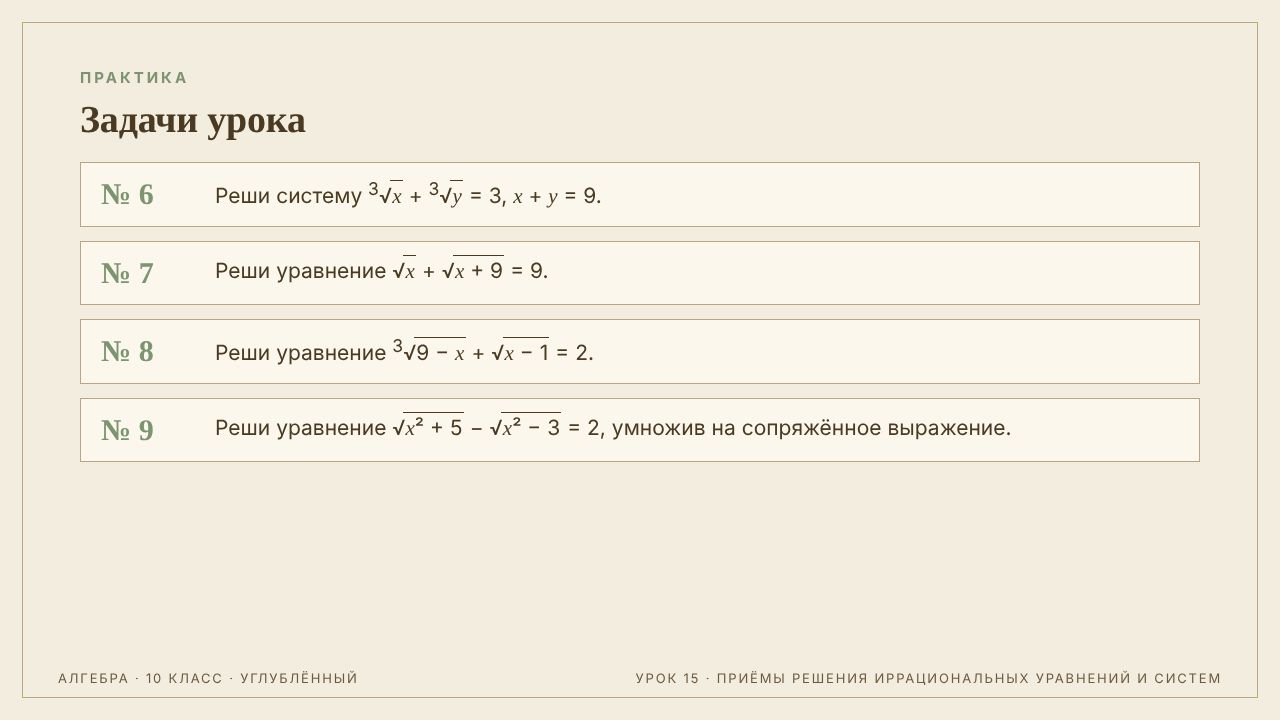 ПРАКТИКА
Задачи урока
№ 6 Реши систему ³√x + ³√y = 3, x + y = 9.
№ 7 Реши уравнение √x + √x + 9 = 9.
№ 8 Реши уравнение ³√9 − x + √x − 1 = 2.
№ 9 Реши уравнение √x² + 5 − √x² − 3 = 2, умножив на сопряжённое выражение.
АЛГЕБРА · 10 КЛАСС · УГЛУБЛЁННЫЙ
УРОК 15 · ПРИЁМЫ РЕШЕНИЯ ИРРАЦИОНАЛЬНЫХ УРАВНЕНИЙ И СИСТЕМ